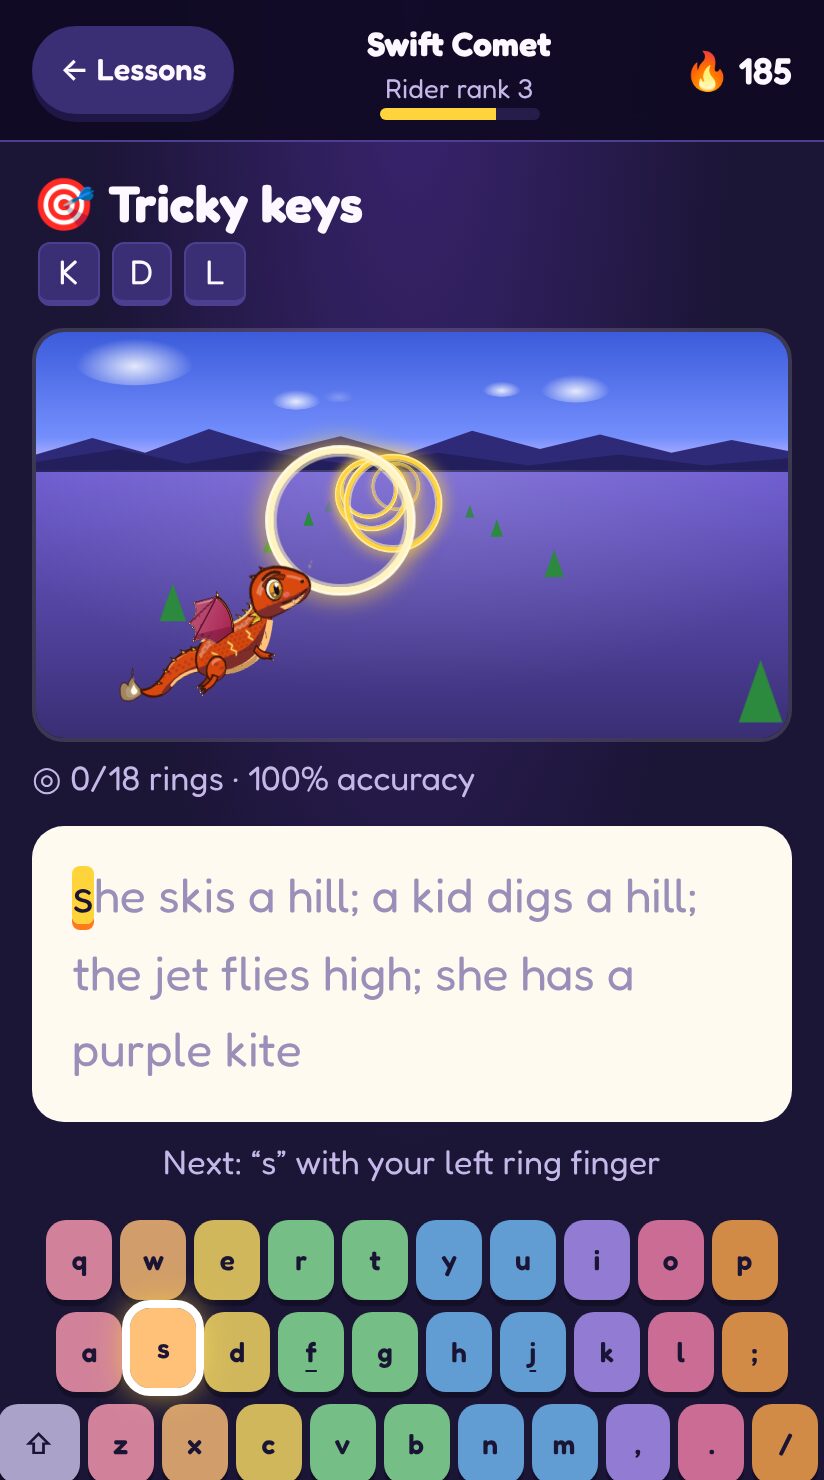 ← Lessons
Swift Comet
Rider rank 3
🔥 185
🎯 Tricky keys
K D L
◎ 0/18 rings · 100% accuracy
she skis a hill; a kid digs a hill;
the jet flies high; she has a
purple kite
Next: “s” with your left ring finger
q w e r t y u i o p
a s d f g h j k l ;
⇧ z x c v b n m , . /